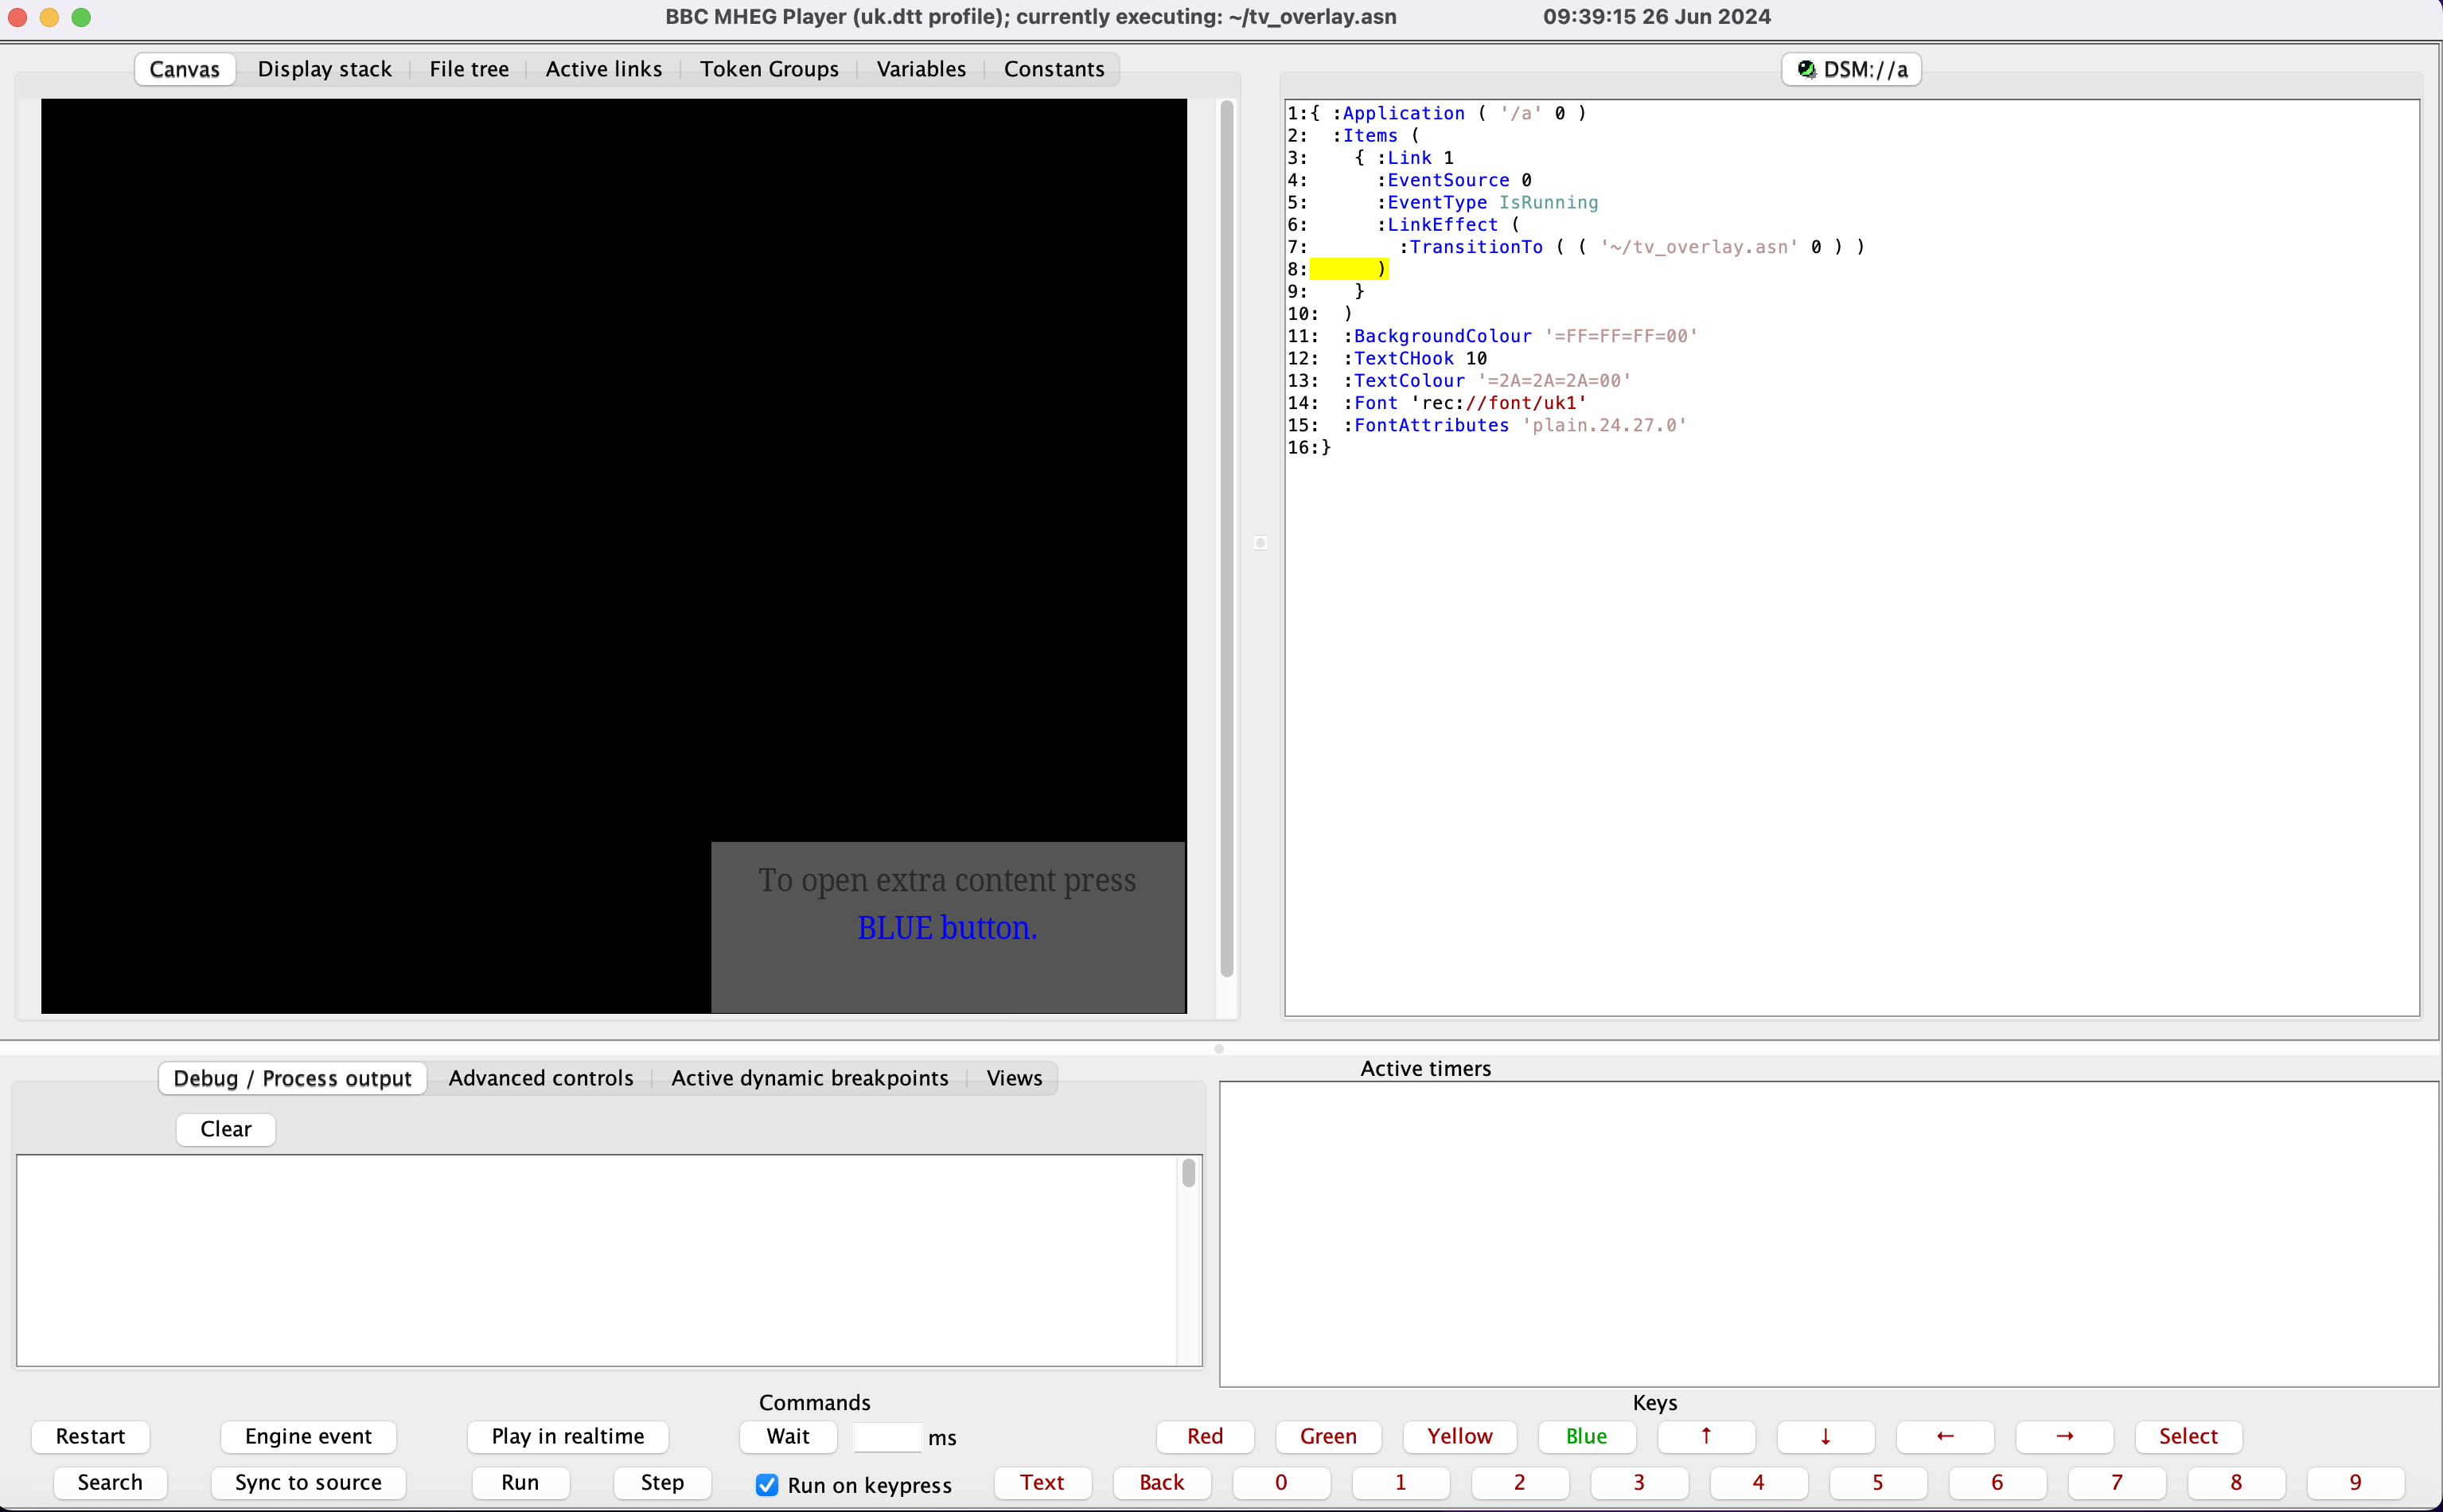 BBC MHEG Player (uk.dtt profile); currently executing: ~/tv_overlay.asn 09:39:15 26 Jun 2024
Canvas Display stack File tree Active links Token Groups Variables Constants
DSM://a
1:{ :Application ( '/a' 0 )
2:  :Items (
3:    { :Link 1
4:      :EventSource 0
5:      :EventType IsRunning
6:      :LinkEffect (
7:        :TransitionTo ( ( '~/tv_overlay.asn' 0 ) )
8:      )
9:    }
10:  )
11:  :BackgroundColour '=FF=FF=FF=00'
12:  :TextCHook 10
13:  :TextColour '=2A=2A=2A=00'
14:  :Font 'rec://font/uk1'
15:  :FontAttributes 'plain.24.27.0'
16:}
To open extra content press
BLUE button.
Debug / Process output Advanced controls Active dynamic breakpoints Views
Clear
Active timers
Commands
Restart Engine event Play in realtime Wait ms
Search Sync to source Run Step Run on keypress
Keys
Red Green Yellow Blue ↑ ↓ ← → Select
Text Back 0 1 2 3 4 5 6 7 8 9